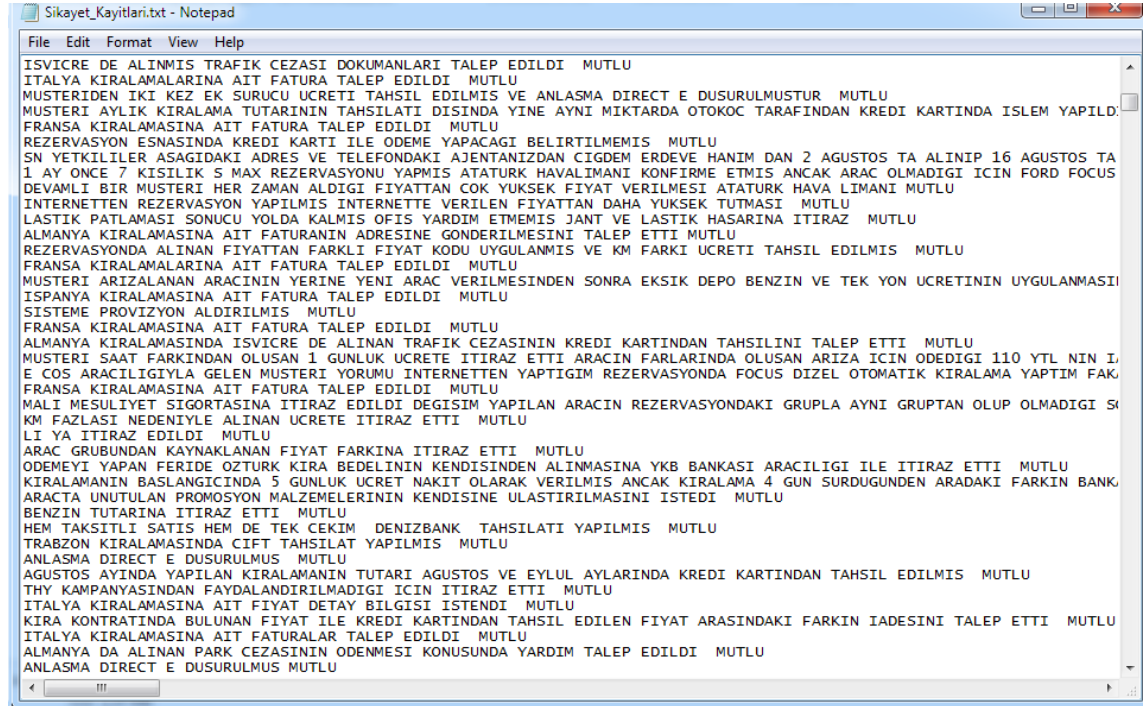 Sikayet_Kayitlari.txt - Notepad
File Edit Format View Help
ISVICRE DE ALINMIS TRAFIK CEZASI DOKUMANLARI TALEP EDILDI MUTLU
ITALYA KIRALAMALARINA AIT FATURA TALEP EDILDI MUTLU
MUSTERIDEN IKI KEZ EK SURUCU UCRETI TAHSIL EDILMIS VE ANLASMA DIRECT E DUSURULMUSTUR MUTLU
MUSTERI AYLIK KIRALAMA TUTARININ TAHSILATI DISINDA YINE AYNI MIKTARDA OTOKOC TARAFINDAN KREDI KARTINDA ISLEM YAPILD
FRANSA KIRALAMASINA AIT FATURA TALEP EDILDI MUTLU
REZERVASYON ESNASINDA KREDI KARTI ILE ODEME YAPACAGI BELIRTILMEMIS MUTLU
SN YETKILILER ASAGIDAKI ADRES VE TELEFONDAKI AJENTANIZDAN CIGDEM ERDEVE HANIM DAN 2 AGUSTOS TA ALINIP 16 AGUSTOS TA
1 AY ONCE 7 KISILIK S MAX REZERVASYONU YAPMIS ATATURK HAVALIMANI KONFIRME ETMIS ANCAK ARAC OLMADIGI ICIN FORD FOCUS
DEVAMLI BIR MUSTERI HER ZAMAN ALDIGI FIYATTAN COK YUKSEK FIYAT VERILMESI ATATURK HAVA LIMANI MUTLU
INTERNETTEN REZERVASYON YAPILMIS INTERNETTE VERILEN FIYATTAN DAHA YUKSEK TUTMASI MUTLU
LASTIK PATLAMASI SONUCU YOLDA KALMIS OFIS YARDIM ETMEMIS JANT VE LASTIK HASARINA ITIRAZ MUTLU
ALMANYA KIRALAMASINA AIT FATURANIN ADRESINE GONDERILMESINI TALEP ETTI MUTLU
REZERVASYONDA ALINAN FIYATTAN FARKLI FIYAT KODU UYGULANMIS VE KM FARKI UCRETI TAHSIL EDILMIS MUTLU
FRANSA KIRALAMALARINA AIT FATURA TALEP EDILDI MUTLU
MUSTERI ARIZALANAN ARACININ YERINE YENI ARAC VERILMESINDEN SONRA EKSIK DEPO BENZIN VE TEK YON UCRETININ UYGULANMASI
ISPANYA KIRALAMASINA AIT FATURA TALEP EDILDI MUTLU
SISTEME PROVIZYON ALDIRILMIS MUTLU
FRANSA KIRALAMASINA AIT FATURA TALEP EDILDI MUTLU
ALMANYA KIRALAMASINDA ISVICRE DE ALINAN TRAFIK CEZASININ KREDI KARTINDAN TAHSILINI TALEP ETTI MUTLU
MUSTERI SAAT FARKINDAN OLUSAN 1 GUNLUK UCRETE ITIRAZ ETTI ARACIN FARLARINDA OLUSAN ARIZA ICIN ODEDIGI 110 YTL NIN
E COS ARACILIGIYLA GELEN MUSTERI YORUMU INTERNETTEN YAPTIGIM REZERVASYONDA FOCUS DIZEL OTOMATIK KIRALAMA YAPTIM
FRANSA KIRALAMASINA AIT FATURA TALEP EDILDI MUTLU
MALI MESULIYET SIGORTASINA ITIRAZ EDILDI DEGISIM YAPILAN ARACIN REZERVASYONDAKI GRUPLA AYNI GRUPTAN OLUP OLMADIGI
KM FAZLASI NEDENIYLE ALINAN UCRETE ITIRAZ ETTI MUTLU
LI YA ITIRAZ EDILDI MUTLU
ARAC GRUBUNDAN KAYNAKLANAN FIYAT FARKINA ITIRAZ ETTI MUTLU
ODEMEYI YAPAN FERIDE OZTURK KIRA BEDELININ KENDISINDEN ALINMASINA YKB BANKASI ARACILIGI ILE ITIRAZ ETTI MUTLU
KIRALAMANIN BASLANGICINDA 5 GUNLUK UCRET NAKIT OLARAK VERILMIS ANCAK KIRALAMA 4 GUN SURDUGUNDEN ARADAKI FARKIN BANK
ARACTA UNUTULAN PROMOSYON MALZEMELERININ KENDISINE ULASTIRILMASINI ISTEDI MUTLU
BENZIN TUTARINA ITIRAZ ETTI MUTLU
HEM TAKSITLI SATIS HEM DE TEK CEKIM DENIZBANK TAHSILATI YAPILMIS MUTLU
TRABZON KIRALAMASINDA CIFT TAHSILAT YAPILMIS MUTLU
ANLASMA DIRECT E DUSURULMUS MUTLU
AGUSTOS AYINDA YAPILAN KIRALAMANIN TUTARI AGUSTOS VE EYLUL AYLARINDA KREDI KARTINDAN TAHSIL EDILMIS MUTLU
THY KAMPANYASINDAN FAYDALANDIRILMADIGI ICIN ITIRAZ ETTI MUTLU
ITALYA KIRALAMASINA AIT FIYAT DETAY BILGISI ISTENDI MUTLU
KIRA KONTRATINDA BULUNAN FIYAT ILE KREDI KARTINDAN TAHSIL EDILEN FIYAT ARASINDAKI FARKIN IADESINI TALEP ETTI MUTLU
ITALYA KIRALAMASINA AIT FATURALAR TALEP EDILDI MUTLU
ALMANYA DA ALINAN PARK CEZASININ ODENMESI KONUSUNDA YARDIM TALEP EDILDI MUTLU
ANLASMA DIRECT E DUSURULMUS MUTLU